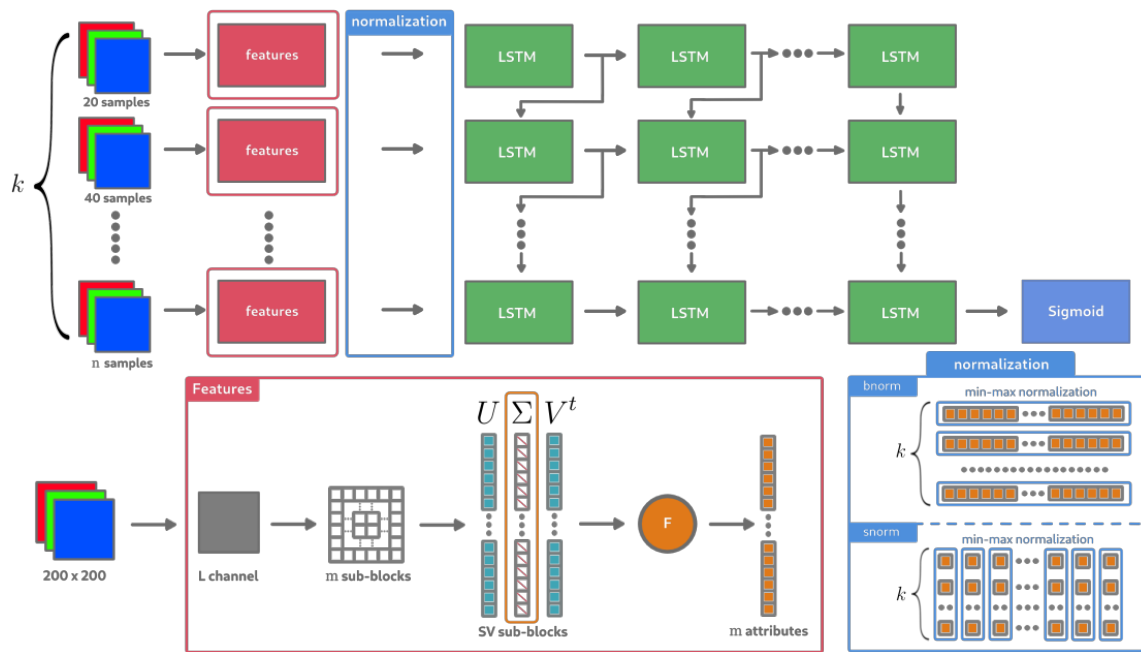 normalization
features
LSTM
LSTM
LSTM
20 samples
features
LSTM
LSTM
LSTM
k
40 samples
features
LSTM
LSTM
LSTM
Sigmoid
n samples
Features
U Σ V^t
200 x 200
L channel
m sub-blocks
SV sub-blocks
F
m attributes
normalization
bnorm
min-max normalization
k
snorm
min-max normalization
k